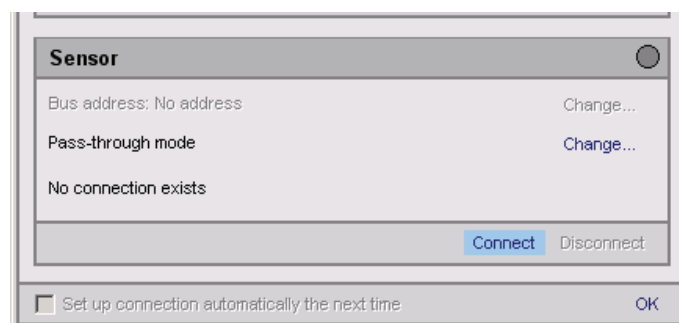 Sensor
Bus address: No address Change...
Pass-through mode Change...
No connection exists
Connect Disconnect
Set up connection automatically the next time OK